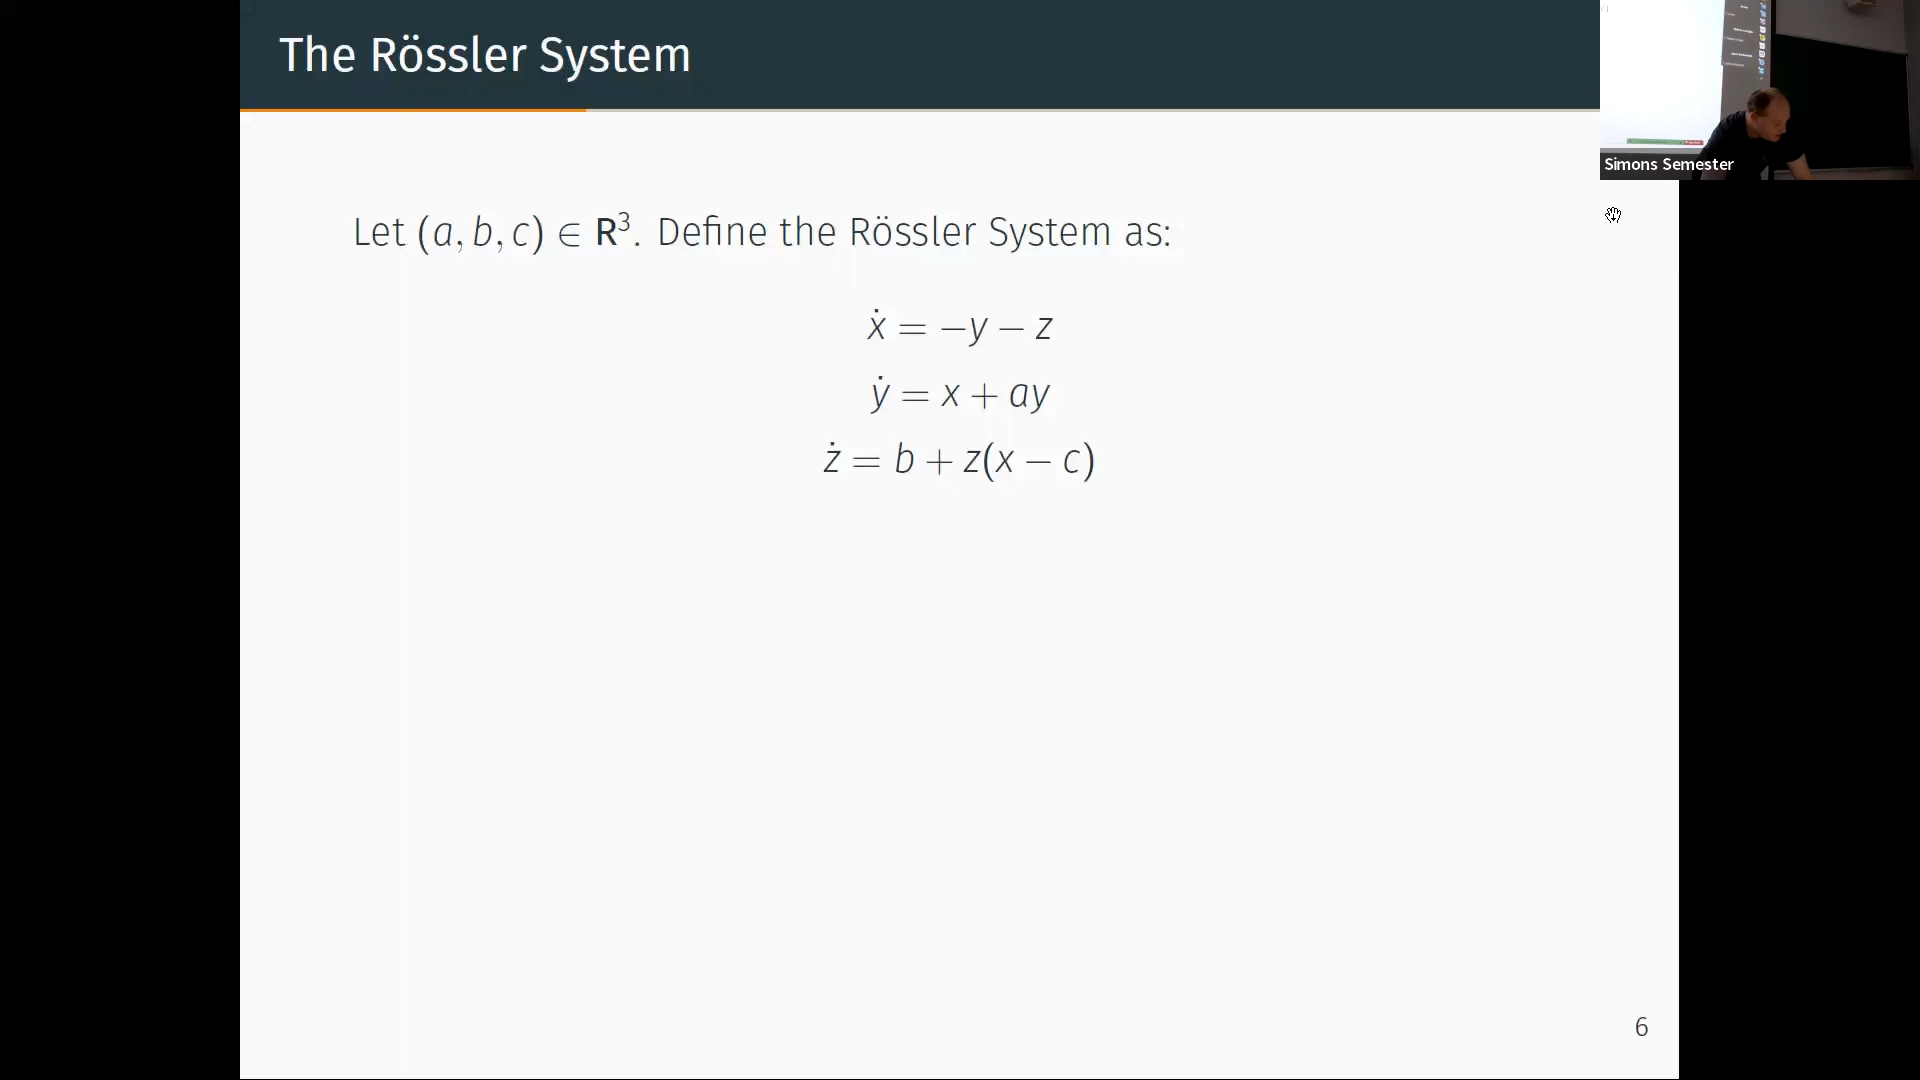 The Rössler System
Simons Semester
Let (a, b, c) ∈ R³. Define the Rössler System as:
ẋ = −y − z
ẏ = x + ay
ż = b + z(x − c)
6